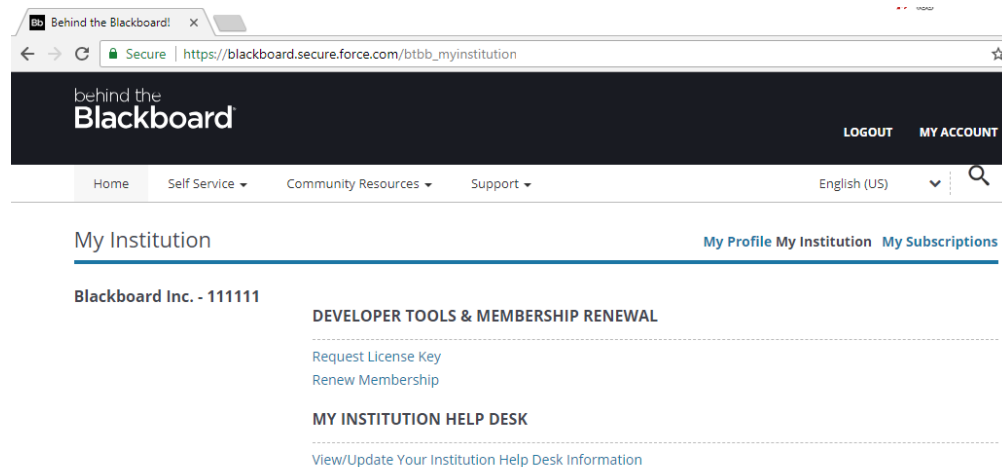 Bb Behind the Blackboard!
Secure https://blackboard.secure.force.com/btbb_myinstitution
behind the
Blackboard
LOGOUT MY ACCOUNT
Home Self Service Community Resources Support English (US)
My Institution My Profile My Institution My Subscriptions
Blackboard Inc. - 111111
DEVELOPER TOOLS & MEMBERSHIP RENEWAL
Request License Key
Renew Membership
MY INSTITUTION HELP DESK
View/Update Your Institution Help Desk Information